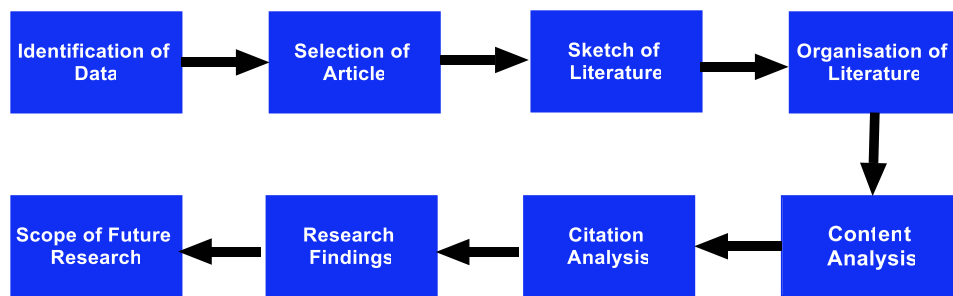 Identification of
Data
Selection of
Article
Sketch of
Literature
Organisation of
Literature
Content
Analysis
Citation
Analysis
Research
Findings
Scope of Future
Research